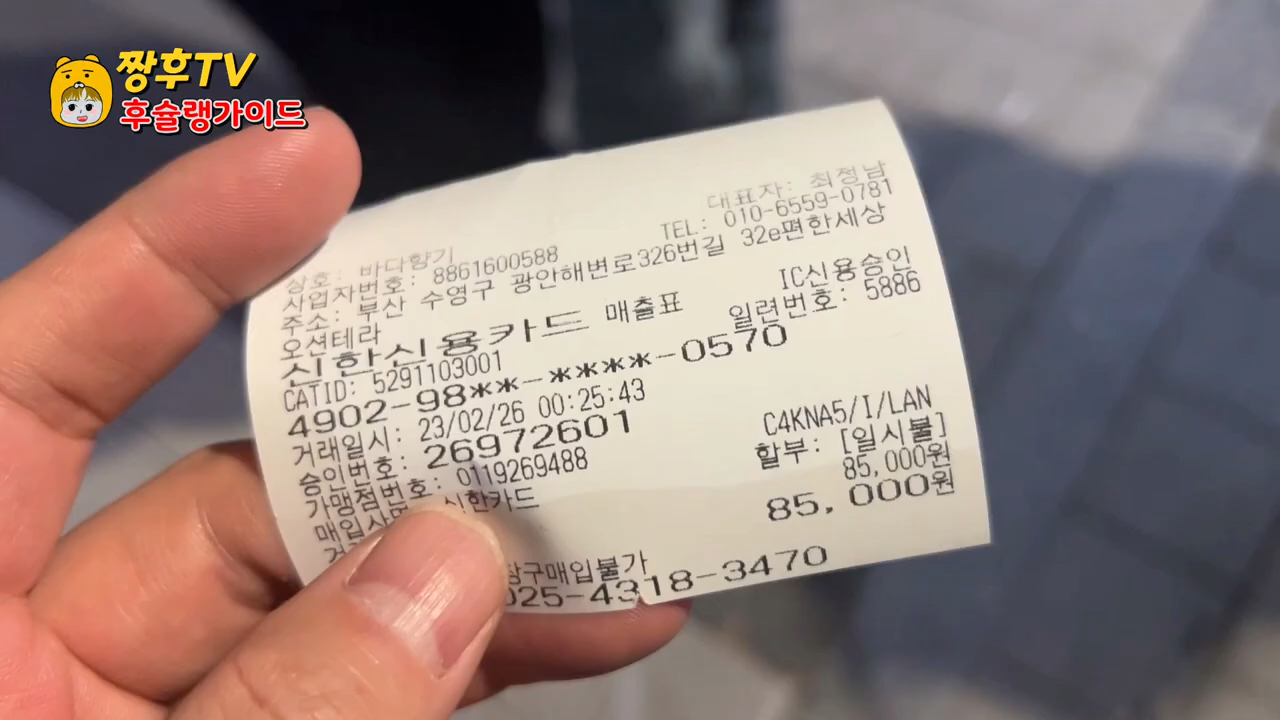 짱후TV
후슐랭가이드
대표자: 최정남
상호: 바다향기 TEL: 010-6559-0781
사업자번호: 8861600588
주소: 부산 수영구 광안해변로326번길 32e편한세상
오션테라
IC신용승인
신한신용카드 매출표 일련번호: 5886
CATID: 5291103001
4902-98**-****-0570
거래일시: 23/02/26 00:25:43 C4KNA5/I/LAN
승인번호: 26972601 할부: [일시불]
가맹점번호: 0119269488 85,000원
매입사 신한카드 85,000원
창구매입불가
025-4318-3470